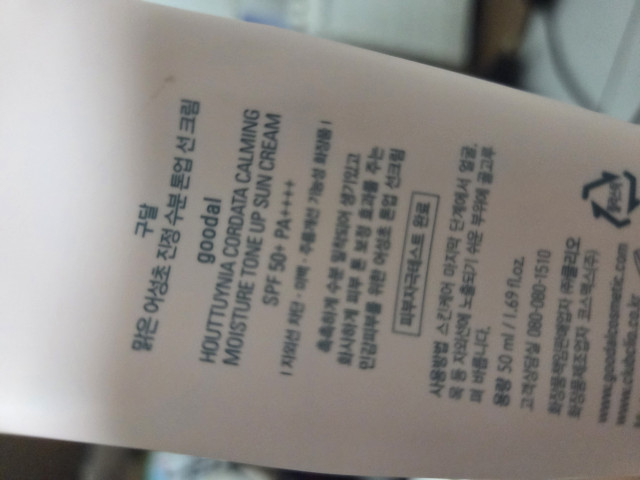 구달
맑은 어성초 진정 수분 톤업 선크림
goodal
HOUTTUYNIA CORDATA CALMING
MOISTURE TONE UP SUN CREAM
SPF 50+ PA++++
| 자외선 차단 · 미백 · 주름개선 기능성 화장품 |
촉촉하게 수분 밀착되어 생기있고
화사하게 피부 톤 보정 효과를 주는
민감피부를 위한 어성초 톤업 선크림
피부자극테스트 완료
사용방법 스킨케어 마지막 단계에서 얼굴,
목 등 자외선에 노출되기 쉬운 부위에 골고루
펴 바릅니다.
용량 50 ml / 1.69 fl.oz.
고객상담실 080-080-1510
화장품책임판매업자 ㈜클리오
화장품제조업자 코스맥스(주)
www.goodalcosmetic.com
www.clubclio.co.kr